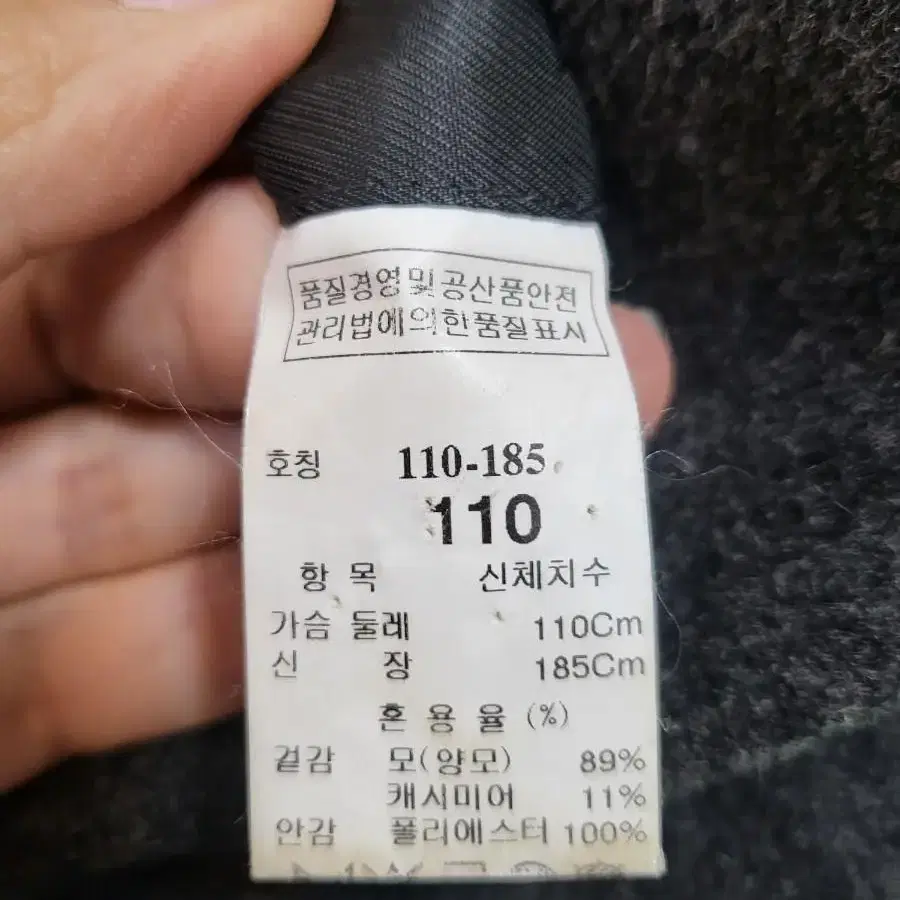 품질경영및공산품안전
관리법에의한품질표시
호칭 110-185
110
항 목 신체치수
가슴 둘레 110Cm
신 장 185Cm
혼 용 율 (%)
겉감 모(양모) 89%
캐시미어 11%
안감 폴리에스터 100%